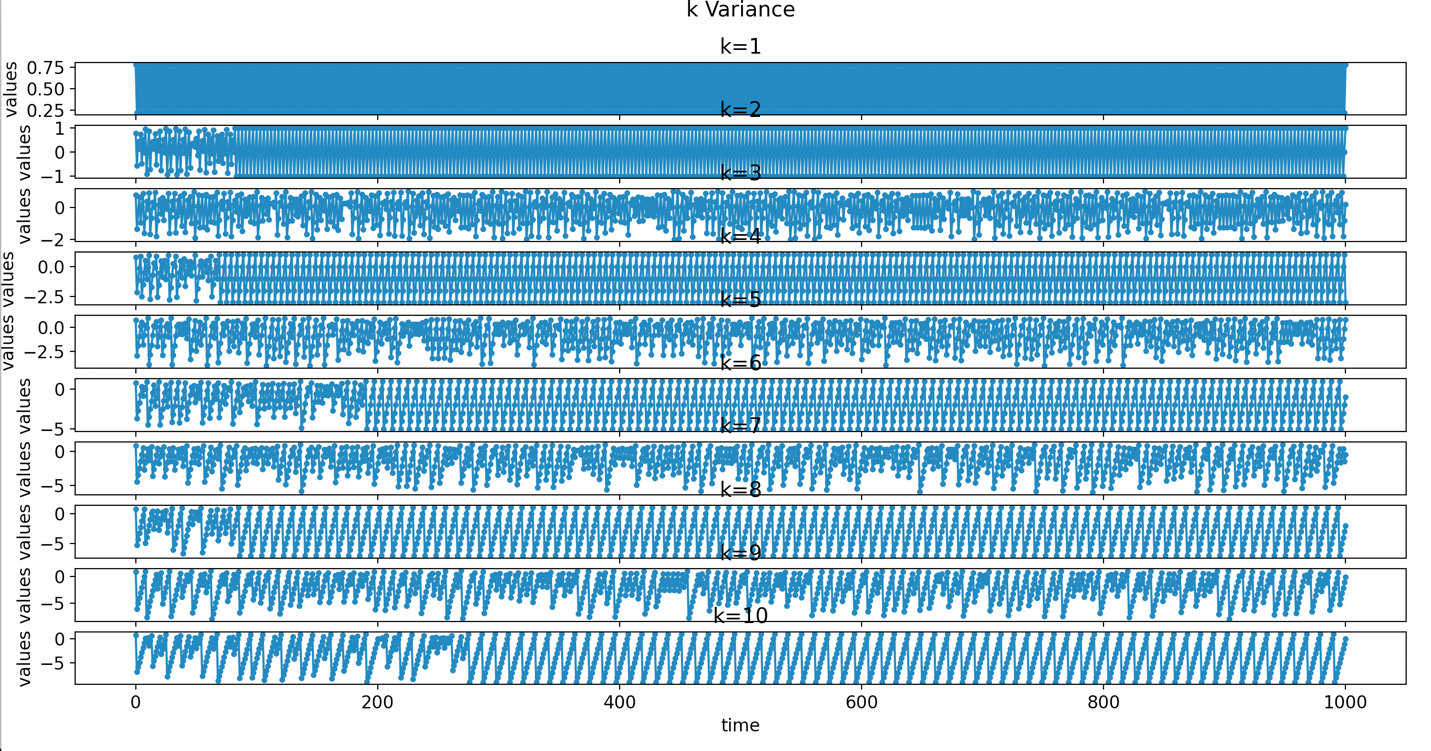 k Variance
k=1
values
0.75
0.50
0.25
k=2
values
1
0
−1
k=3
values
0
−2
k=4
values
0.0
−2.5
k=5
values
0.0
−2.5
k=6
values
0
−5
k=7
values
0
−5
k=8
values
0
−5
k=9
values
0
−5
k=10
values
0
−5
0 200 400 600 800 1000
time